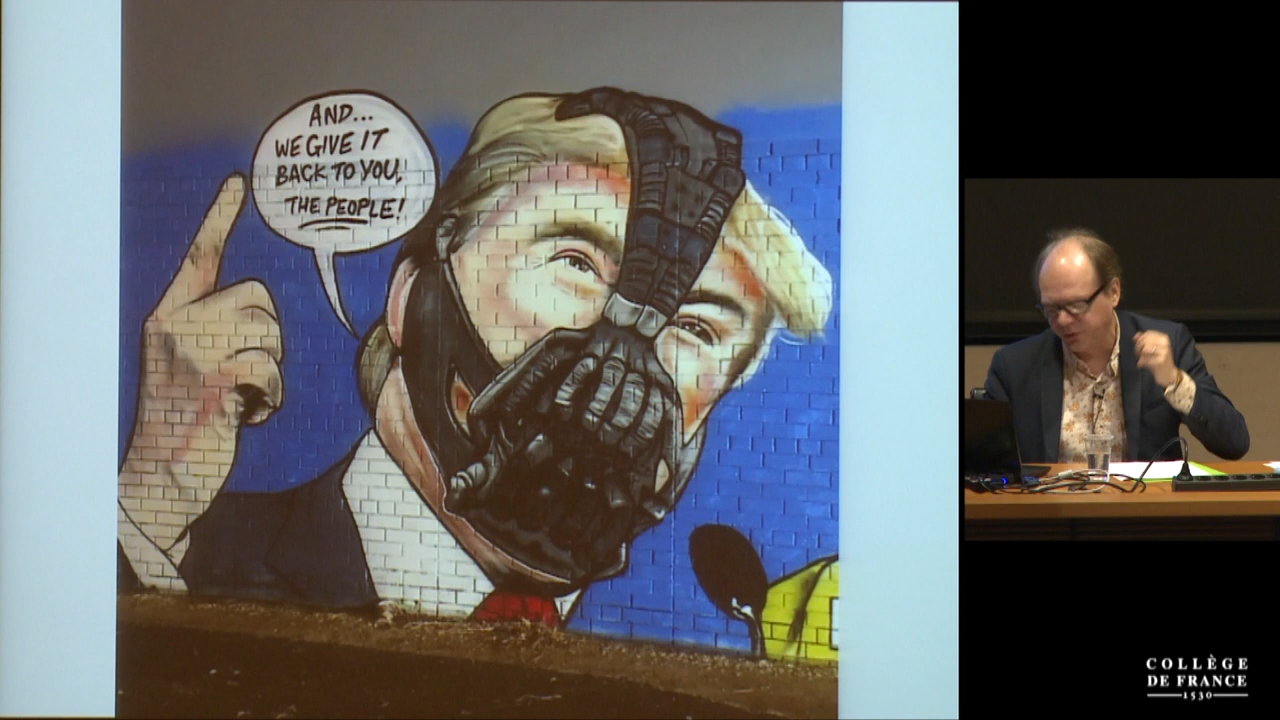 AND...
WE GIVE IT
BACK TO YOU,
THE PEOPLE!
COLLÈGE
DE FRANCE
1530